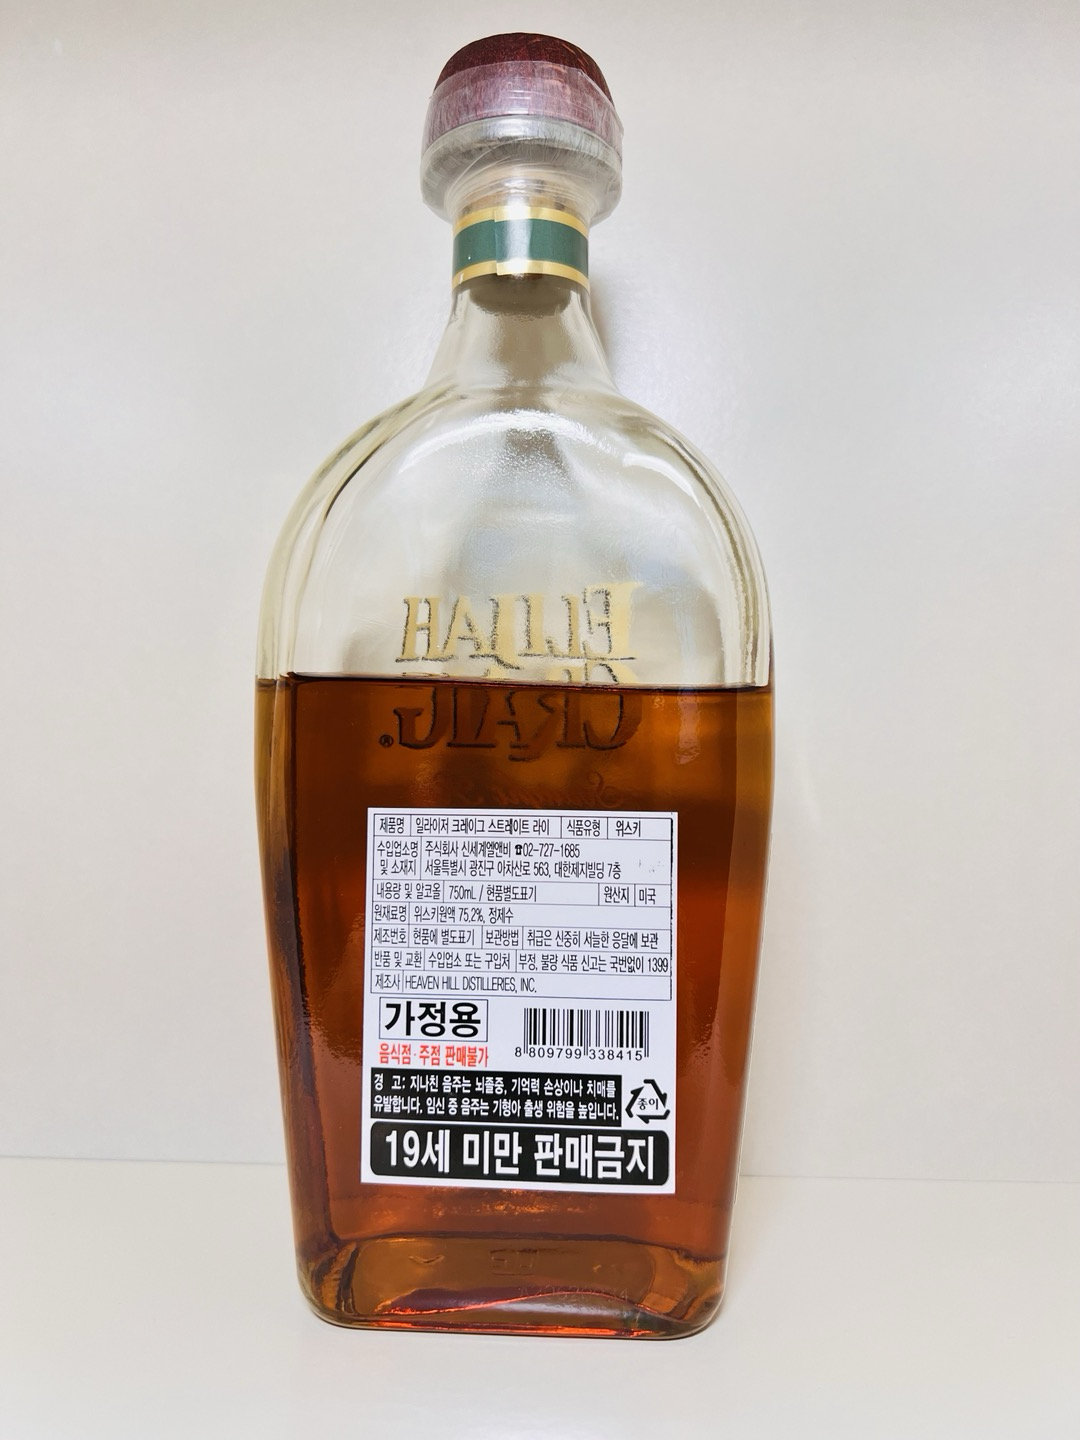 ELIJAH
CRAIG®
제품명 일라이저 크레이그 스트레이트 라이 식품유형 위스키
수입업소명 및 소재지 주식회사 신세계엘앤비 ☎02-727-1685
서울특별시 광진구 아차산로 563, 대한제지빌딩 7층
내용량 및 알코올 750mL / 현품별도표기 원산지 미국
원재료명 위스키원액 75.2%, 정제수
제조번호 현품에 별도표기 보관방법 취급은 신중히 서늘한 응달에 보관
반품 및 교환 수입업소 또는 구입처 부정, 불량 식품 신고는 국번없이 1399
제조사 HEAVEN HILL DISTILLERIES, INC.
가정용
음식점·주점 판매불가
8 809799 338415
경 고: 지나친 음주는 뇌졸중, 기억력 손상이나 치매를
유발합니다. 임신 중 음주는 기형아 출생 위험을 높입니다.
종이
19세 미만 판매금지